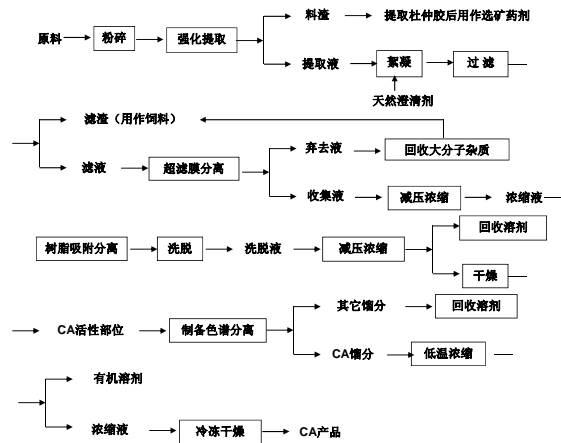 原料
粉碎
强化提取
料渣
提取杜仲胶后用作选矿药剂
提取液
絮凝
过 滤
天然澄清剂
滤渣（用作饲料）
滤液
超滤膜分离
弃去液
回收大分子杂质
收集液
减压浓缩
浓缩液
树脂吸附分离
洗脱
洗脱液
减压浓缩
回收溶剂
干燥
CA活性部位
制备色谱分离
其它馏分
回收溶剂
CA馏分
低温浓缩
有机溶剂
浓缩液
冷冻干燥
CA产品